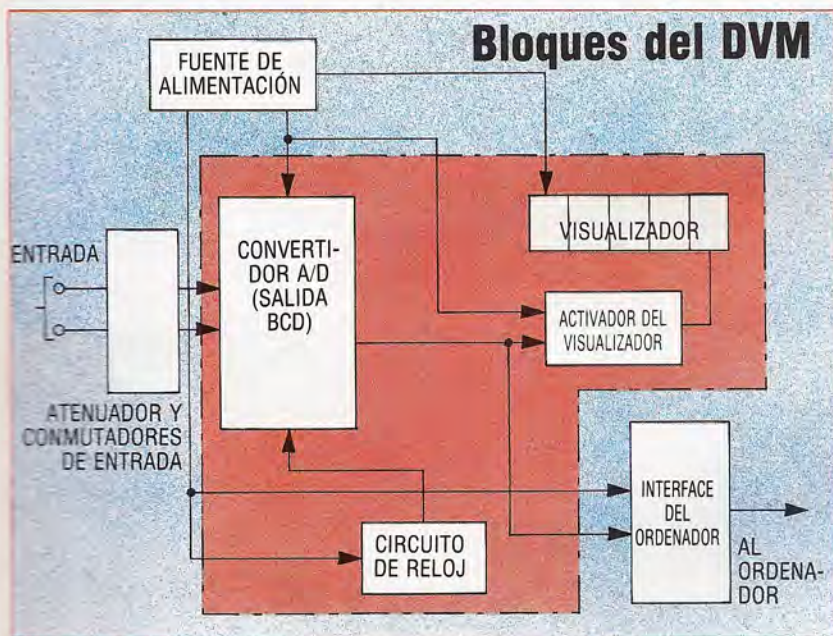 Bloques del DVM
FUENTE DE
ALIMENTACIÓN
ENTRADA
CONVERTI-
DOR A/D
(SALIDA
BCD)
VISUALIZADOR
ACTIVADOR DEL
VISUALIZADOR
ATENUADOR Y
CONMUTADORES
DE ENTRADA
CIRCUITO
DE RELOJ
INTERFACE
DEL
ORDENADOR
AL
ORDENA-
DOR